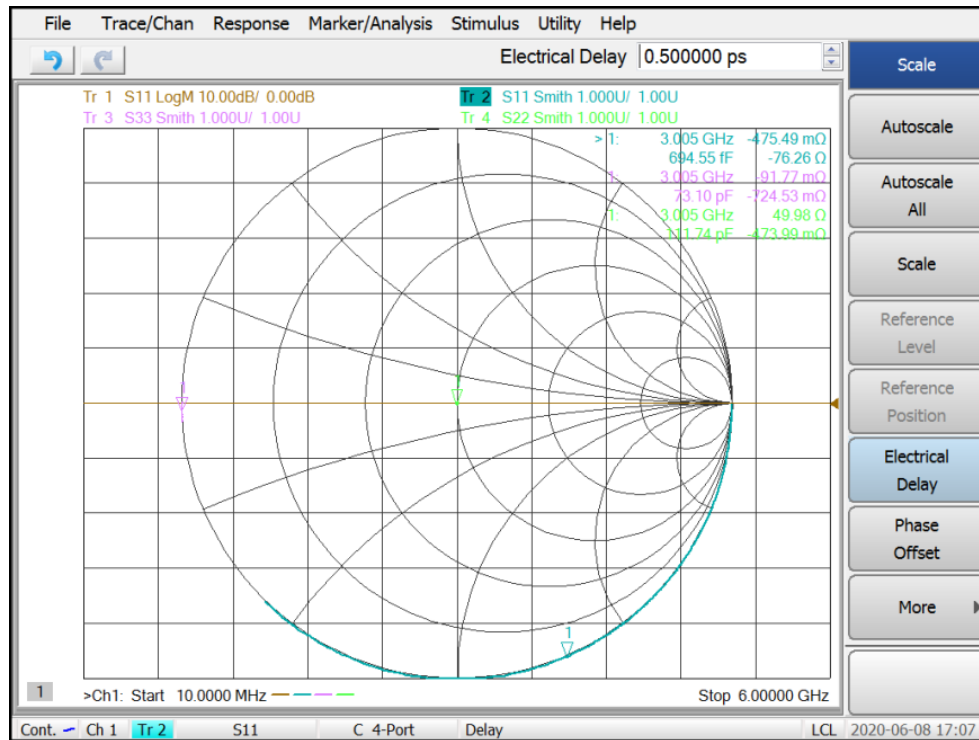 File Trace/Chan Response Marker/Analysis Stimulus Utility Help
Electrical Delay 0.500000 ps
Scale
Tr 1 S11 LogM 10.00dB/ 0.00dB
Tr 2 S11 Smith 1.000U/ 1.00U
Tr 3 S33 Smith 1.000U/ 1.00U
Tr 4 S22 Smith 1.000U/ 1.00U
> 1: 3.005 GHz -475.49 mΩ
694.55 fF -76.26 Ω
1: 3.005 GHz -91.77 mΩ
73.10 pF -724.53 mΩ
1: 3.005 GHz 49.98 Ω
111.74 pF -473.99 mΩ
1
Autoscale
Autoscale
All
Scale
Reference
Level
Reference
Position
Electrical
Delay
Phase
Offset
More
1 >Ch1: Start 10.0000 MHz Stop 6.00000 GHz
Cont. Ch 1 Tr 2 S11 C 4-Port Delay LCL 2020-06-08 17:07